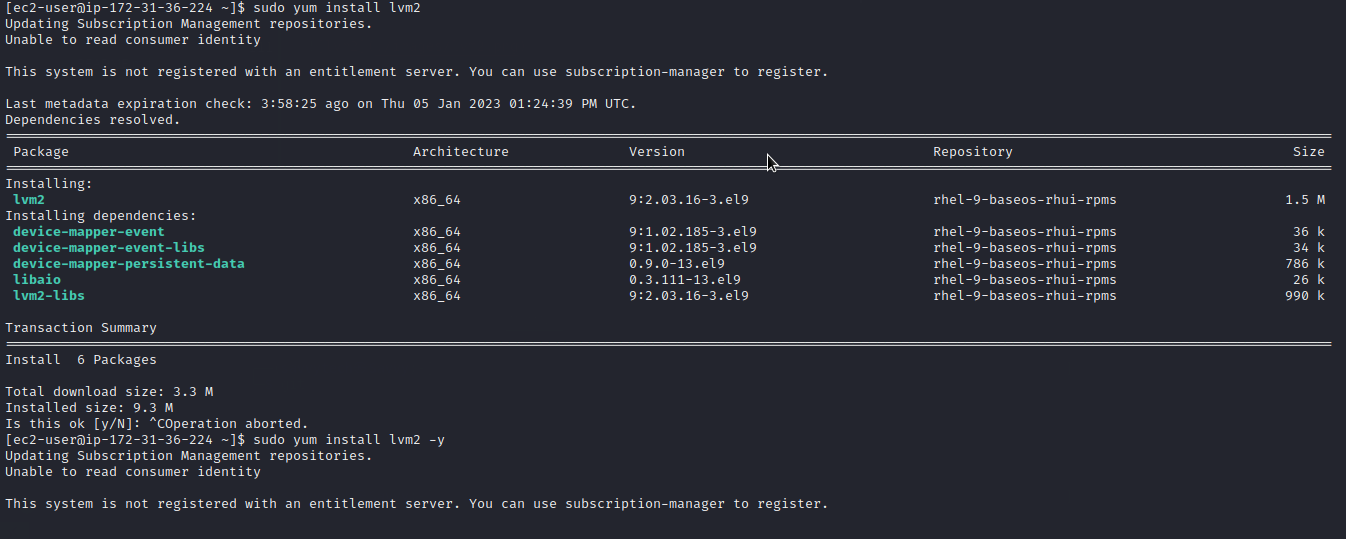 [ec2-user@ip-172-31-36-224 ~]$ sudo yum install lvm2
Updating Subscription Management repositories.
Unable to read consumer identity
This system is not registered with an entitlement server. You can use subscription-manager to register.
Last metadata expiration check: 3:58:25 ago on Thu 05 Jan 2023 01:24:39 PM UTC.
Dependencies resolved.
Package Architecture Version Repository Size
Installing:
lvm2 x86_64 9:2.03.16-3.el9 rhel-9-baseos-rhui-rpms 1.5 M
Installing dependencies:
device-mapper-event x86_64 9:1.02.185-3.el9 rhel-9-baseos-rhui-rpms 36 k
device-mapper-event-libs x86_64 9:1.02.185-3.el9 rhel-9-baseos-rhui-rpms 34 k
device-mapper-persistent-data x86_64 0.9.0-13.el9 rhel-9-baseos-rhui-rpms 786 k
libaio x86_64 0.3.111-13.el9 rhel-9-baseos-rhui-rpms 26 k
lvm2-libs x86_64 9:2.03.16-3.el9 rhel-9-baseos-rhui-rpms 990 k
Transaction Summary
Install 6 Packages
Total download size: 3.3 M
Installed size: 9.3 M
Is this ok [y/N]: ^COperation aborted.
[ec2-user@ip-172-31-36-224 ~]$ sudo yum install lvm2 -y
Updating Subscription Management repositories.
Unable to read consumer identity
This system is not registered with an entitlement server. You can use subscription-manager to register.